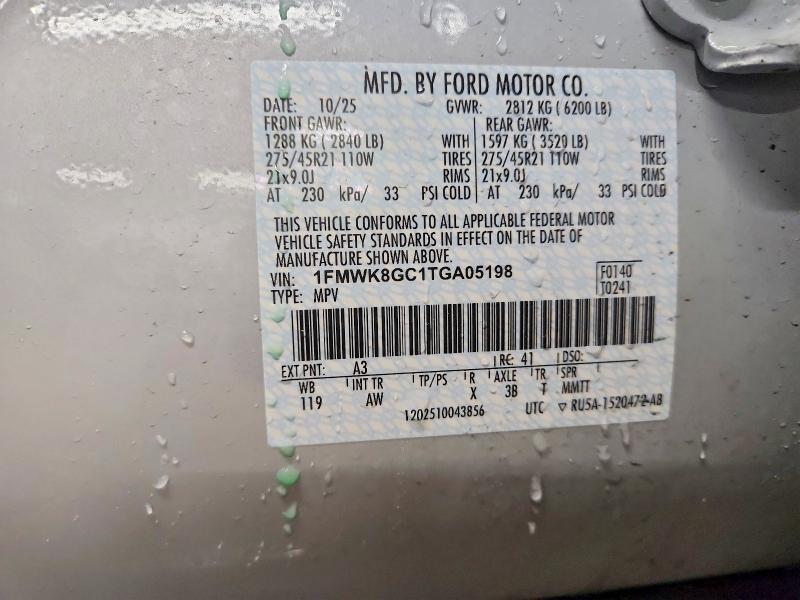 MFD. BY FORD MOTOR CO.
DATE: 10/25 GVWR: 2812 KG ( 6200 LB)
FRONT GAWR: REAR GAWR:
1288 KG ( 2840 LB) WITH 1597 KG ( 3520 LB) WITH
275/45R21 110W TIRES 275/45R21 110W TIRES
21x9.0J RIMS 21x9.0J RIMS
AT 230 kPa/ 33 PSI COLD AT 230 kPa/ 33 PSI COLD
THIS VEHICLE CONFORMS TO ALL APPLICABLE FEDERAL MOTOR
VEHICLE SAFETY STANDARDS IN EFFECT ON THE DATE OF
MANUFACTURE SHOWN ABOVE.
VIN: 1FMWK8GC1TGA05198 F0140
TYPE: MPV T0241
EXT PNT: A3 RC: 41 DSO:
WB INT TR TP/PS R AXLE TR SPR
119 AW X 3B T MMTT
1202510043856 UTC ▽ RU5A-1520472-AB